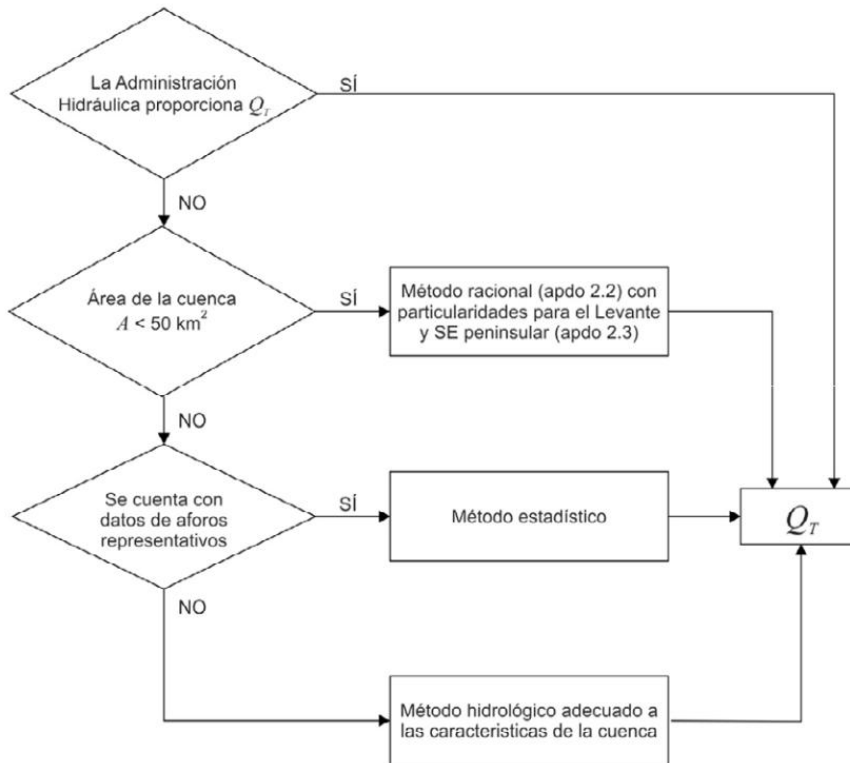 La Administración
Hidráulica proporciona Q_T
SÍ
NO
Área de la cuenca
A < 50 km²
SÍ
Método racional (apdo 2.2) con
particularidades para el Levante
y SE peninsular (apdo 2.3)
NO
Se cuenta con
datos de aforos
representativos
SÍ
Método estadístico
Q_T
NO
Método hidrológico adecuado a
las caracteristicas de la cuenca